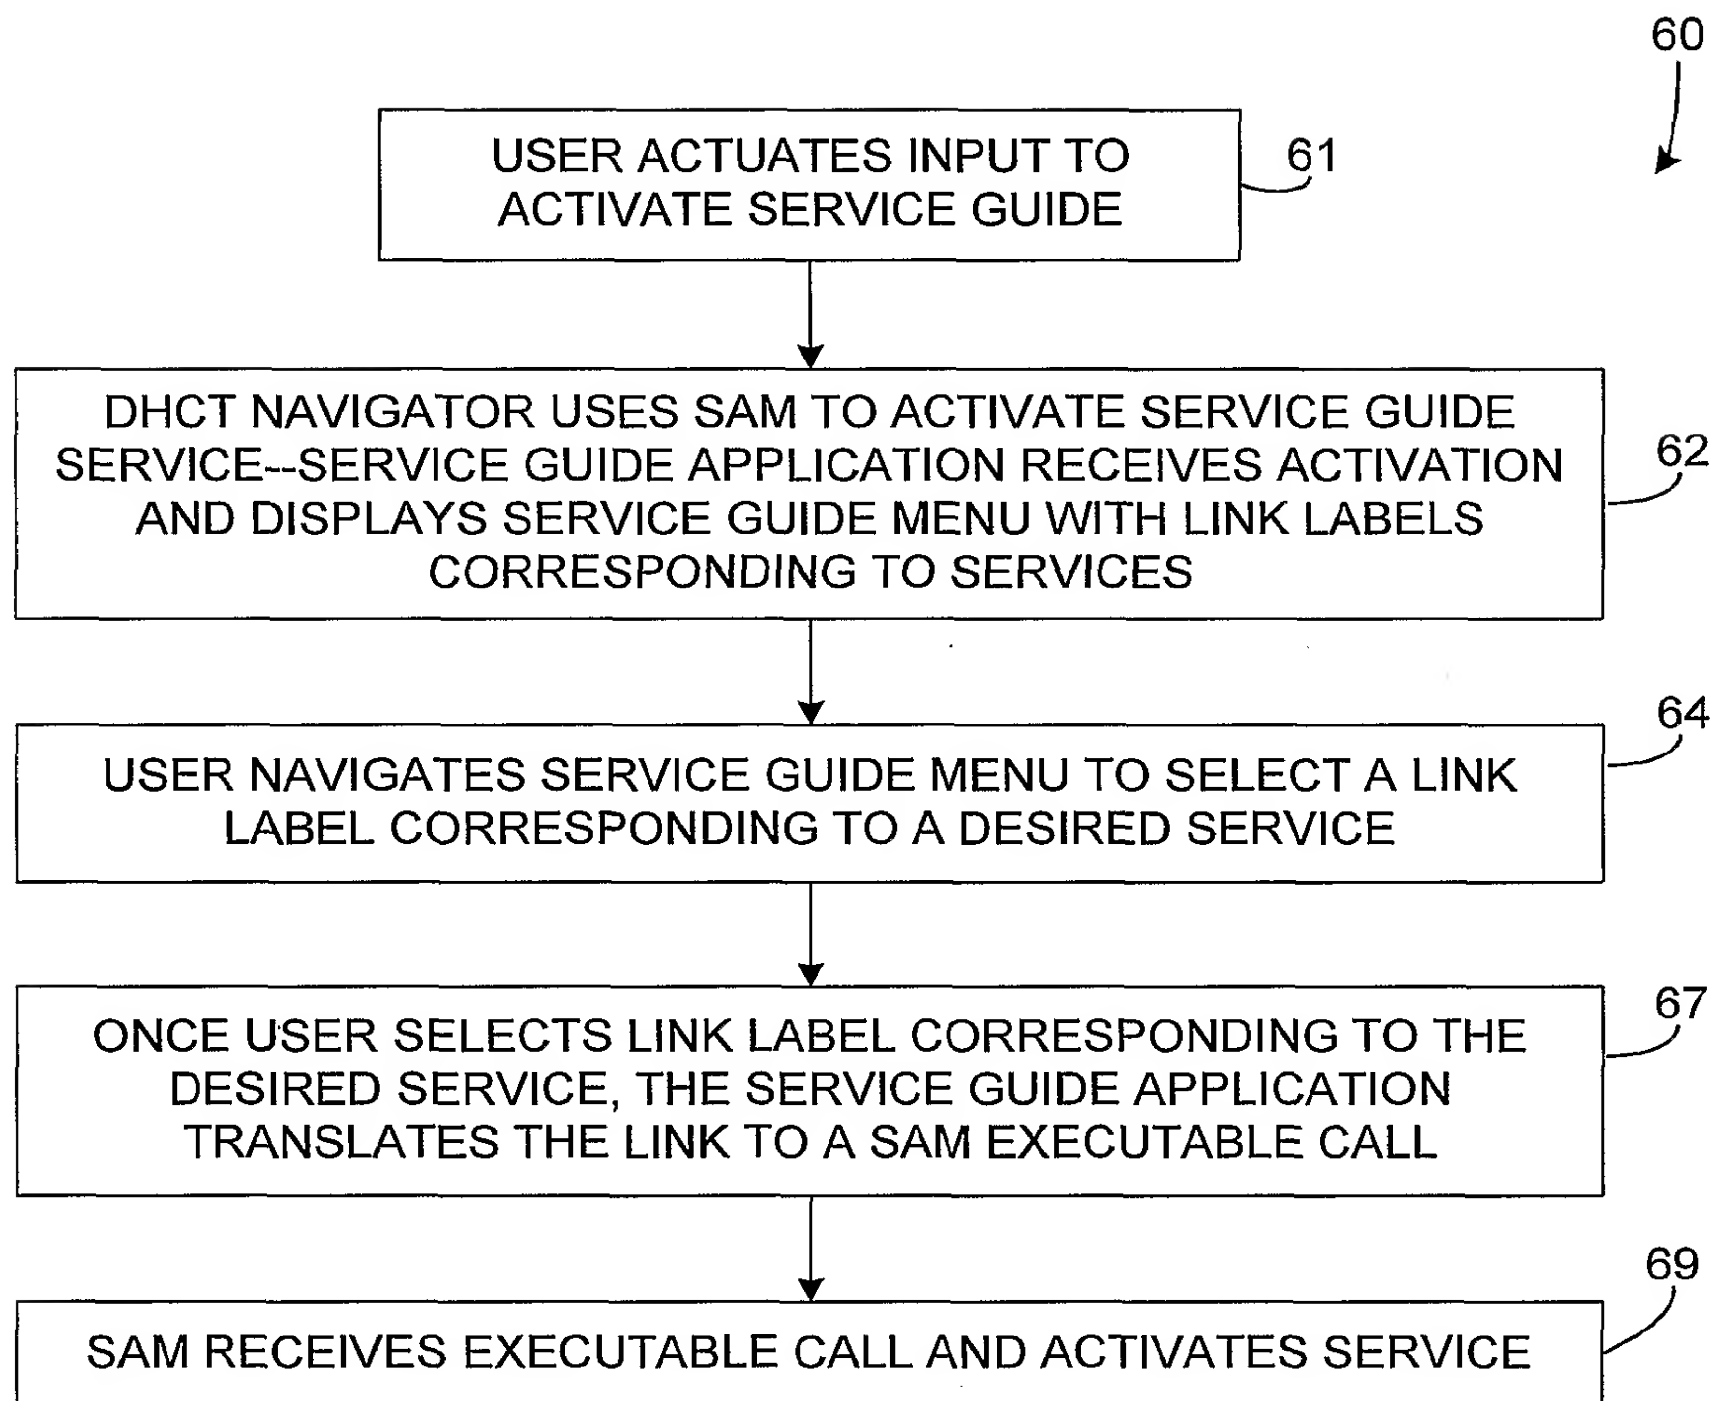 60
USER ACTUATES INPUT TO
ACTIVATE SERVICE GUIDE
61
DHCT NAVIGATOR USES SAM TO ACTIVATE SERVICE GUIDE
SERVICE--SERVICE GUIDE APPLICATION RECEIVES ACTIVATION
AND DISPLAYS SERVICE GUIDE MENU WITH LINK LABELS
CORRESPONDING TO SERVICES
62
USER NAVIGATES SERVICE GUIDE MENU TO SELECT A LINK
LABEL CORRESPONDING TO A DESIRED SERVICE
64
ONCE USER SELECTS LINK LABEL CORRESPONDING TO THE
DESIRED SERVICE, THE SERVICE GUIDE APPLICATION
TRANSLATES THE LINK TO A SAM EXECUTABLE CALL
67
SAM RECEIVES EXECUTABLE CALL AND ACTIVATES SERVICE
69